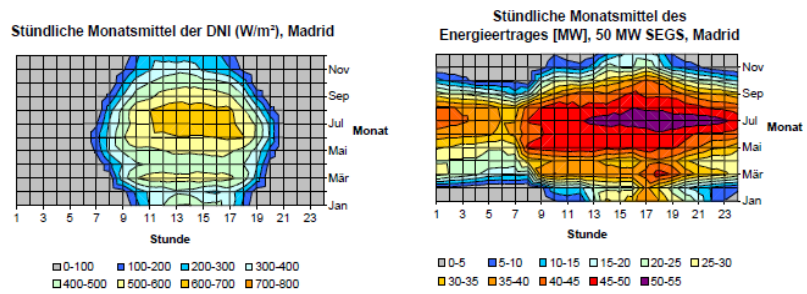 Stündliche Monatsmittel der DNI (W/m²), Madrid
Nov
Sep
Jul
Monat
Mai
Mär
Jan
1 3 5 7 9 11 13 15 17 19 21 23
Stunde
0-100 100-200 200-300 300-400
400-500 500-600 600-700 700-800
Stündliche Monatsmittel des
Energieertrages [MW], 50 MW SEGS, Madrid
Nov
Sep
Jul
Monat
Mai
Mär
Jan
1 3 5 7 9 11 13 15 17 19 21 23
Stunde
0-5 5-10 10-15 15-20 20-25 25-30
30-35 35-40 40-45 45-50 50-55